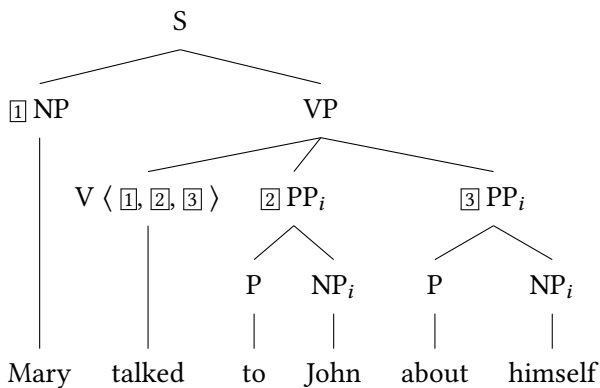 S
1 NP VP
V ⟨ 1, 2, 3 ⟩ 2 PPᵢ 3 PPᵢ
P NPᵢ P NPᵢ
Mary talked to John about himself